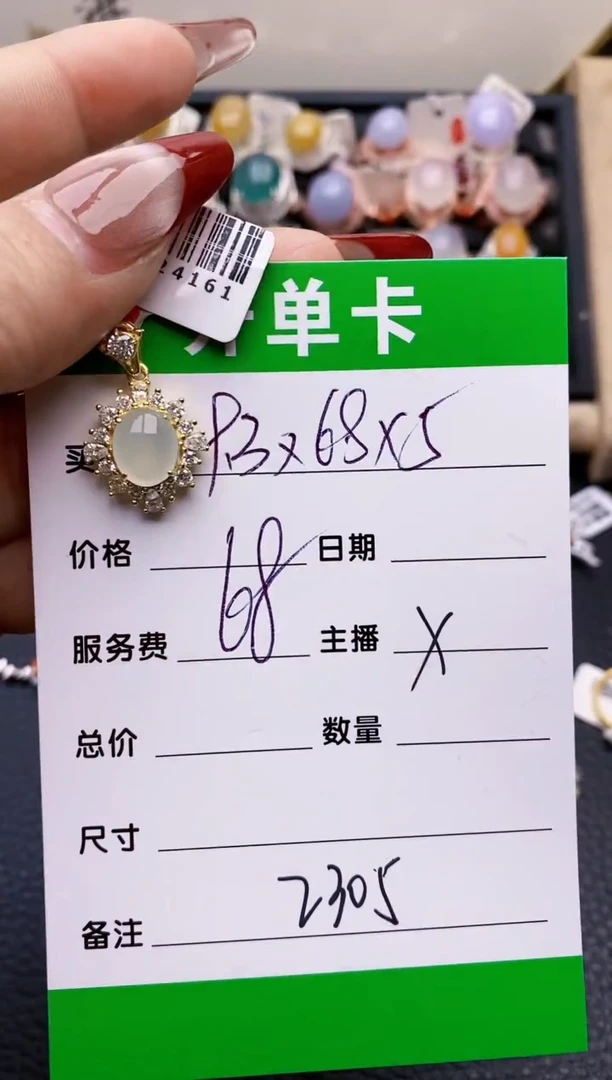 24161
开单卡
买 93x68x5
价格 日期
68
服务费 主播 X
总价 数量
尺寸
备注 2305